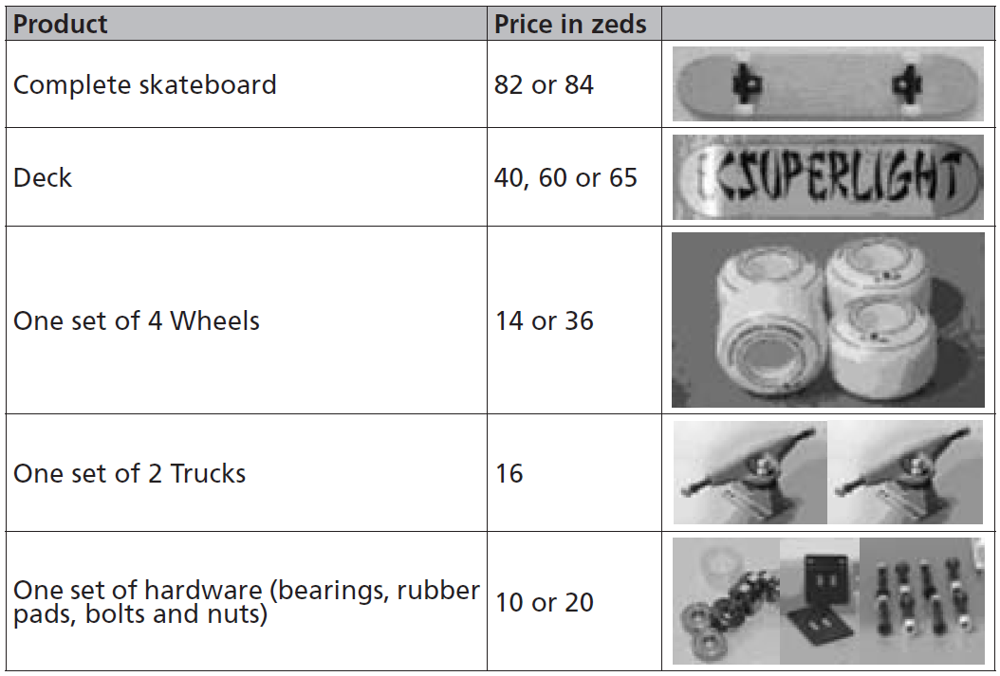 Product Price in zeds
Complete skateboard 82 or 84
Deck 40, 60 or 65
SUPERLIGHT
One set of 4 Wheels 14 or 36
One set of 2 Trucks 16
One set of hardware (bearings, rubber
pads, bolts and nuts) 10 or 20